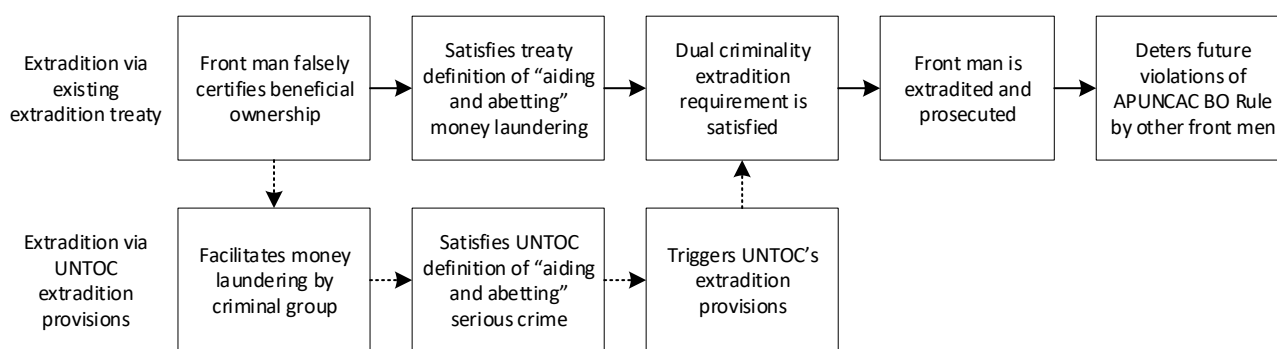 Extradition via
existing
extradition treaty
Front man falsely
certifies beneficial
ownership
Satisfies treaty
definition of “aiding
and abetting”
money laundering
Dual criminality
extradition
requirement is
satisfied
Front man is
extradited and
prosecuted
Deters future
violations of
APUNCAC BO Rule
by other front men
Extradition via
UNTOC
extradition
provisions
Facilitates money
laundering by
criminal group
Satisfies UNTOC
definition of “aiding
and abetting”
serious crime
Triggers UNTOC’s
extradition
provisions